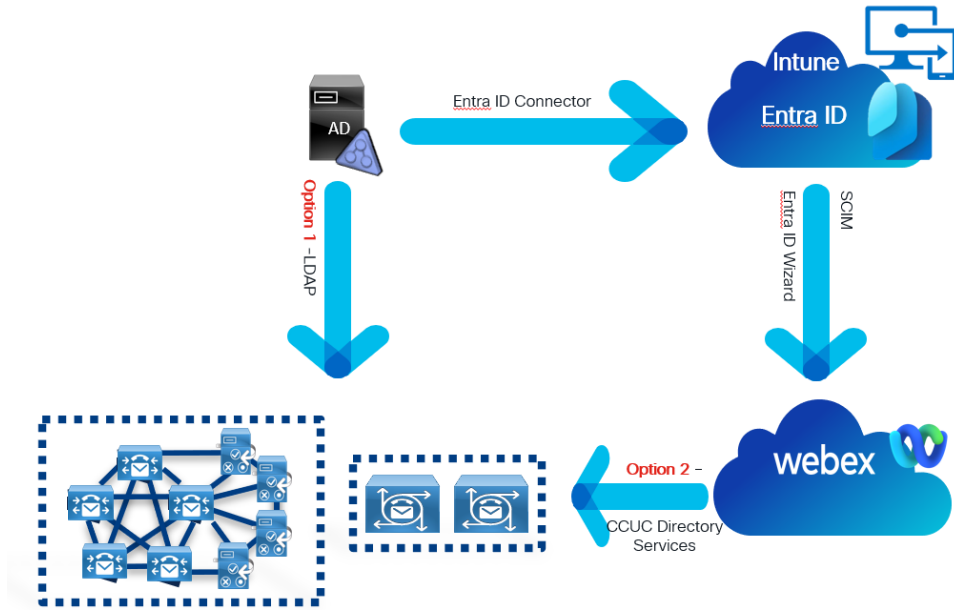 Intune
Entra ID
Entra ID Connector
AD
Option 1 -LDAP
SCIM
Entra ID Wizard
webex
Option 2 –
CCUC Directory
Services